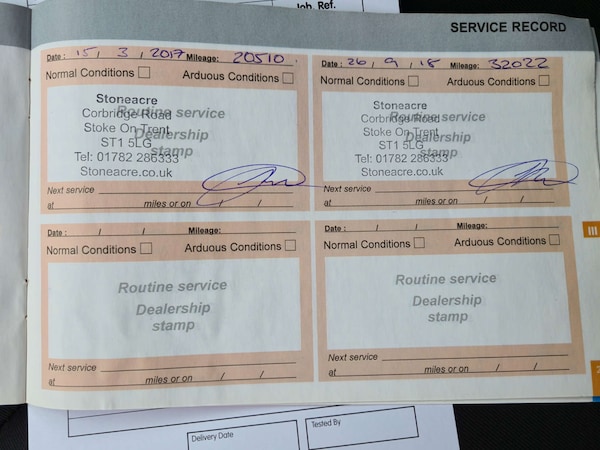 Job. Ref.
SERVICE RECORD
Date : 15 / 3 / 2017 Mileage: 20510
Normal Conditions Arduous Conditions
Routine service
Dealership
stamp
Stoneacre
Corbridge Road
Stoke On Trent
ST1 5LG
Tel: 01782 286333
Stoneacre.co.uk
Next service
at miles or on / /
Date : 26 / 9 / 18 Mileage: 32022
Normal Conditions Arduous Conditions
Routine service
Dealership
stamp
Stoneacre
Corbridge Road
Stoke On Trent
ST1 5LG
Tel: 01782 286333
Stoneacre.co.uk
Next service
at miles or on / /
Date : / / Mileage:
Normal Conditions Arduous Conditions
Routine service
Dealership
stamp
Next service
at miles or on / /
Date : / / Mileage:
Normal Conditions Arduous Conditions
Routine service
Dealership
stamp
Next service
at miles or on / /
III
Delivery Date
Tested By